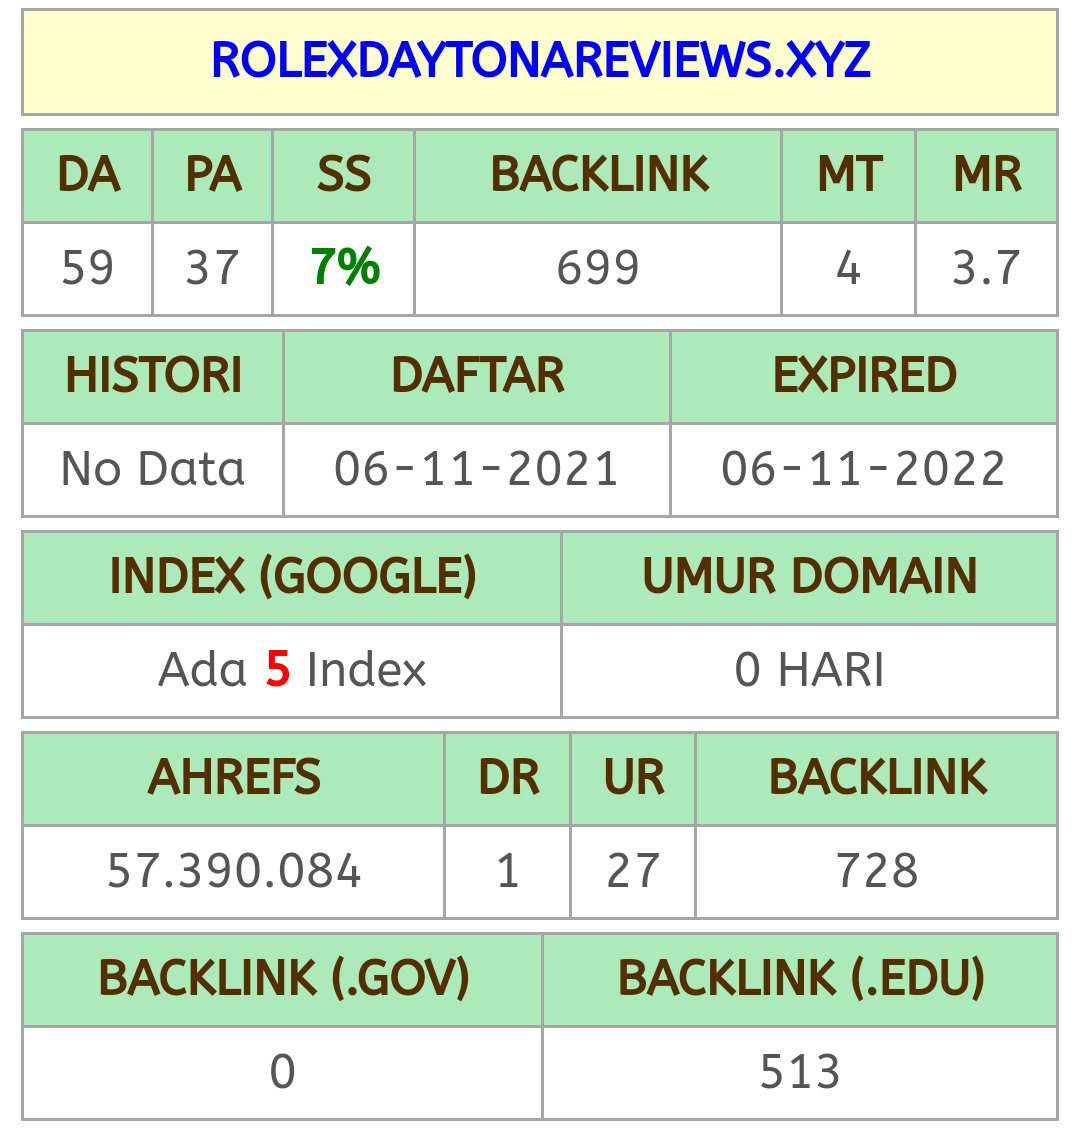 ROLEXDAYTONAREVIEWS.XYZ
DA PA SS BACKLINK MT MR
59 37 7% 699 4 3.7
HISTORI DAFTAR EXPIRED
No Data 06-11-2021 06-11-2022
INDEX (GOOGLE) UMUR DOMAIN
Ada 5 Index 0 HARI
AHREFS DR UR BACKLINK
57.390.084 1 27 728
BACKLINK (.GOV) BACKLINK (.EDU)
0 513